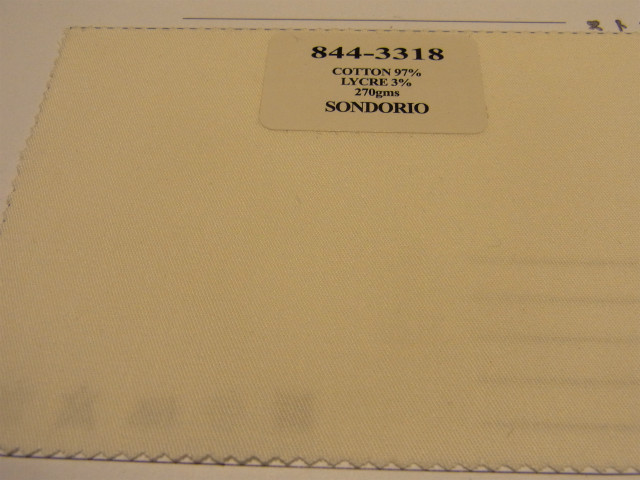 844-3318
COTTON 97%
LYCRE 3%
270gms
SONDORIO